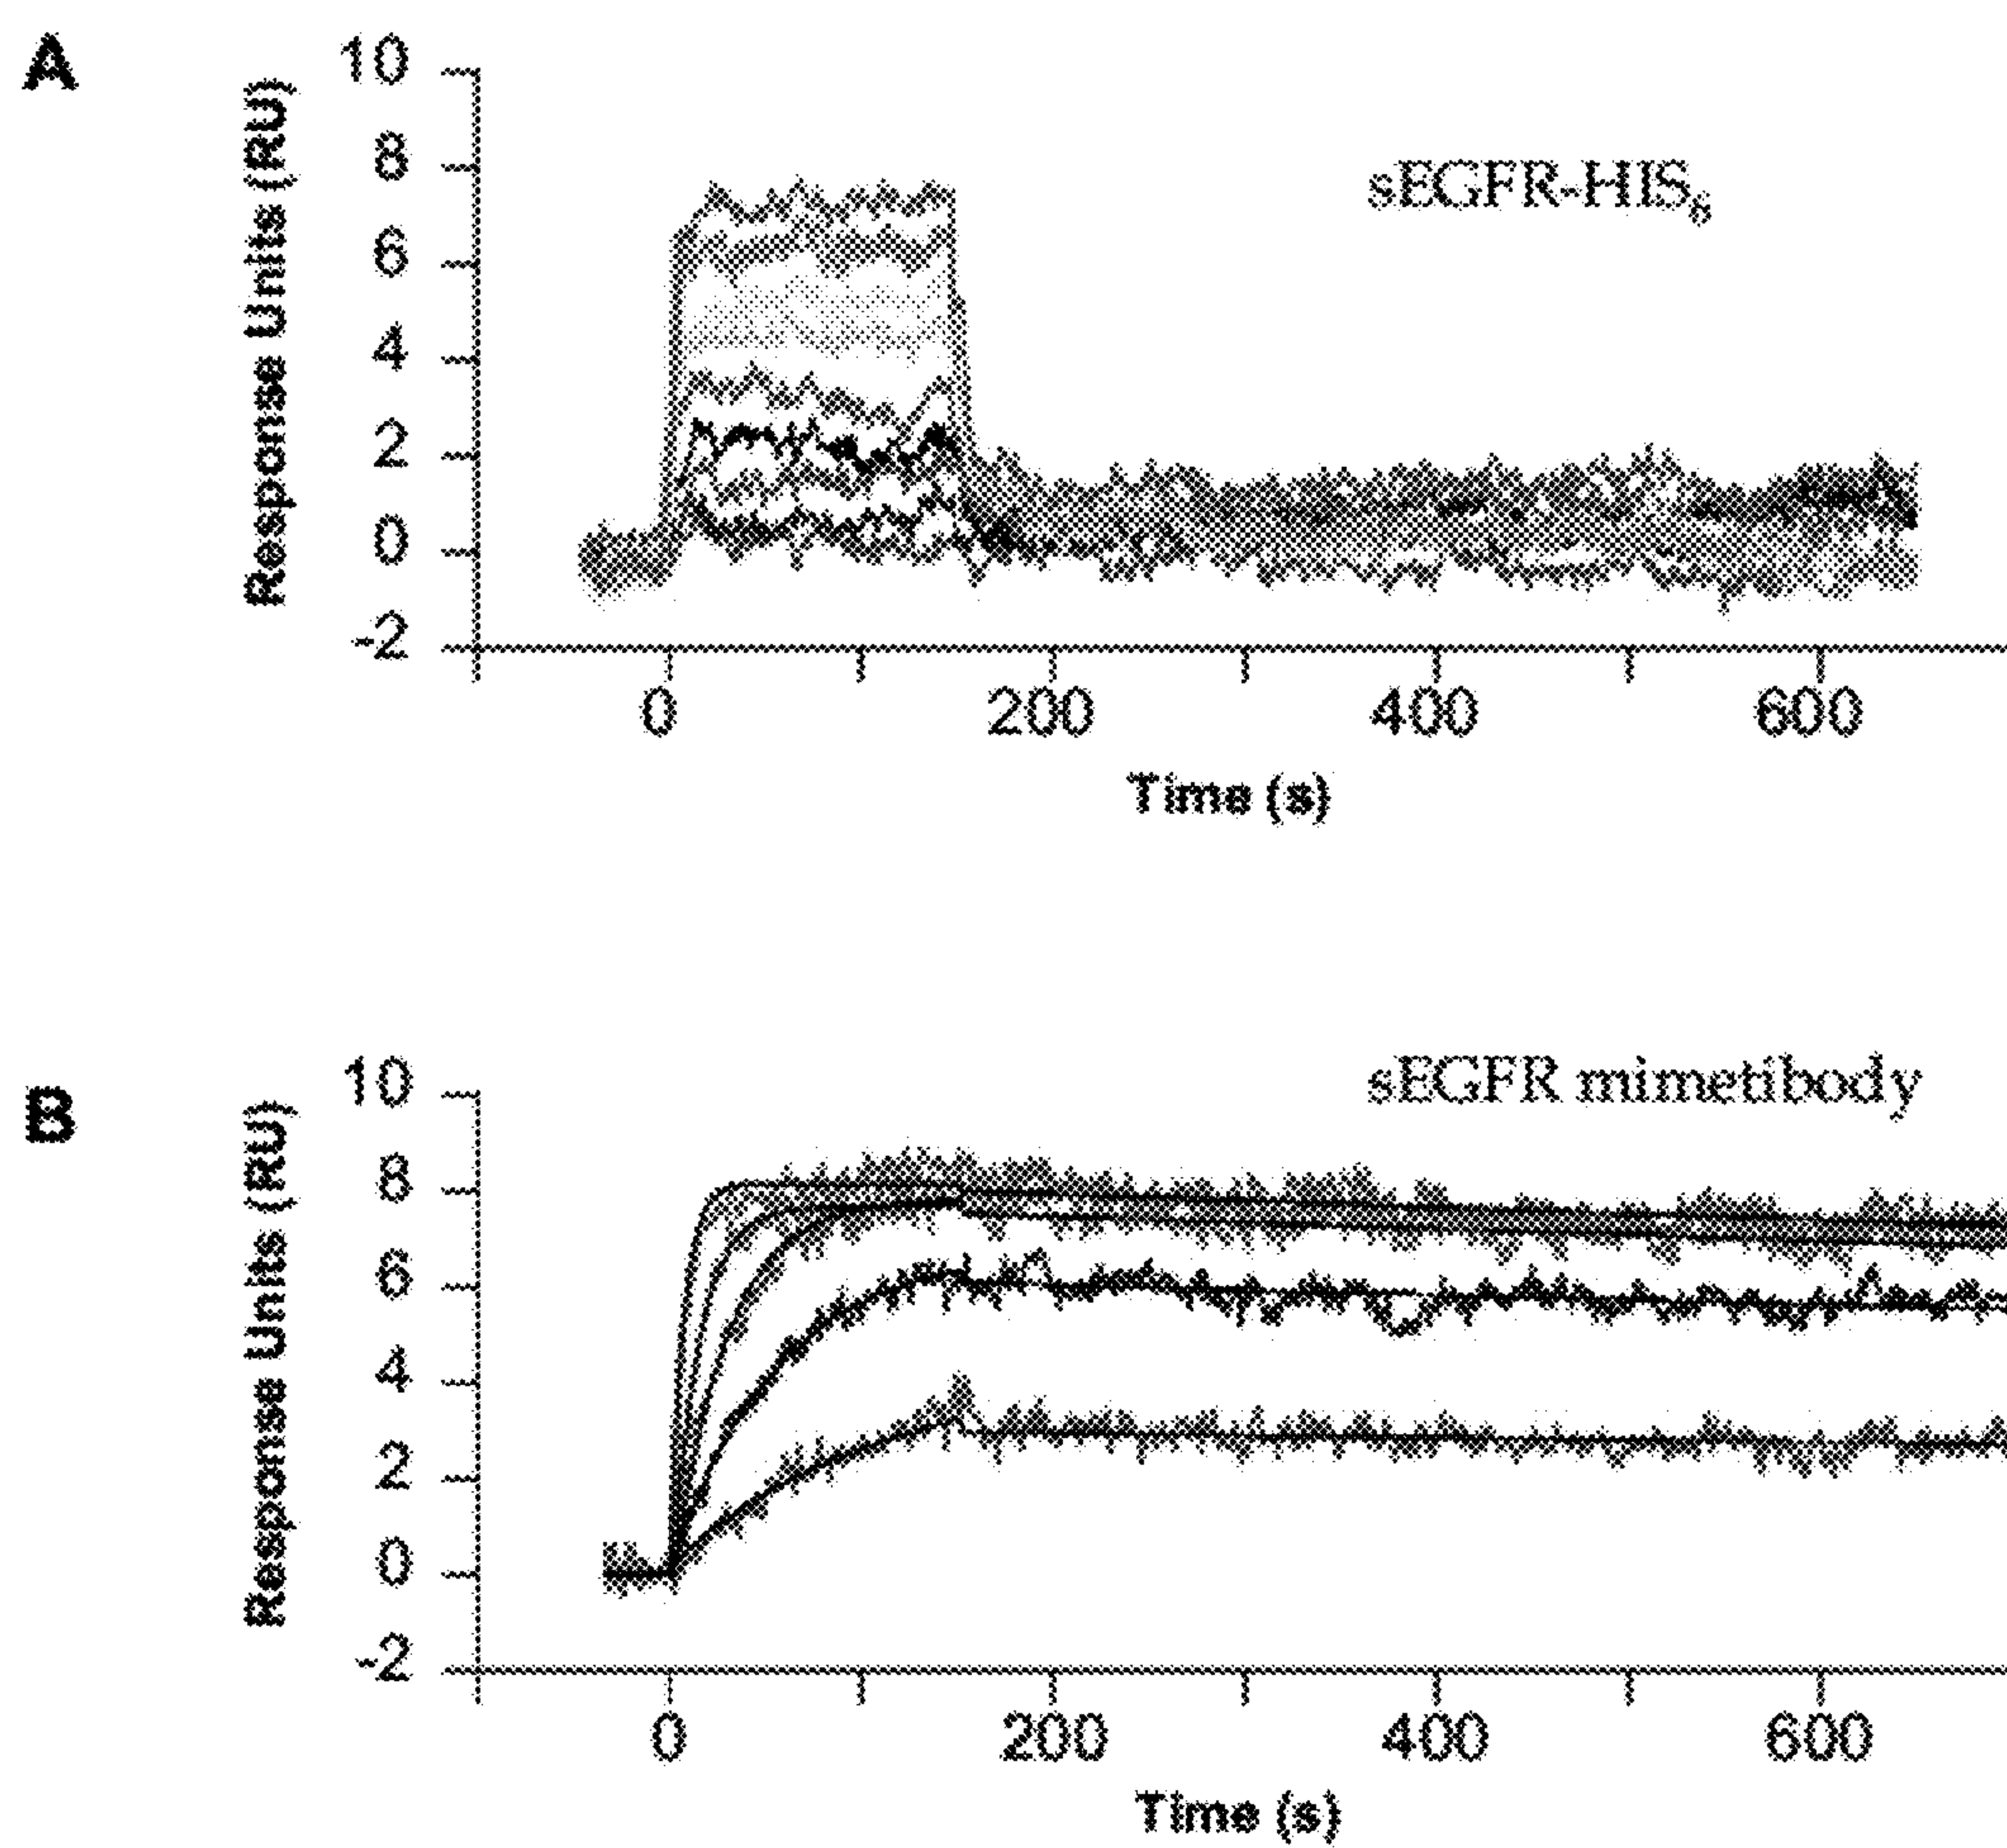 A
Response Units (RU)
10
8
6
4
2
0
-2
sEGFR-HIS6
0 200 400 600
Time (s)
B
Response Units (RU)
10
8
6
4
2
0
-2
sEGFR mimetibody
0 200 400 600
Time (s)